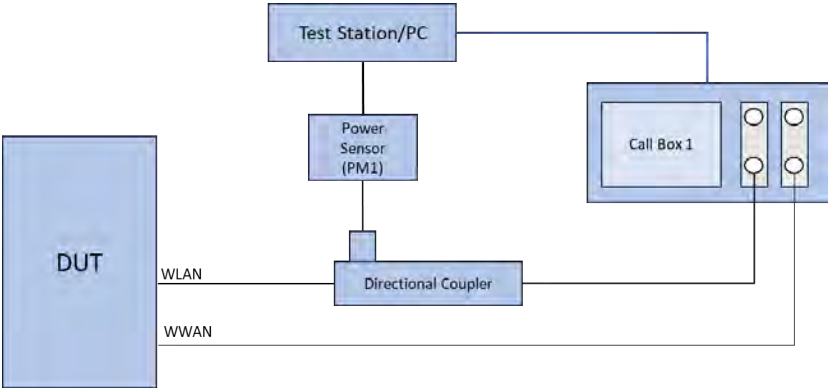 Test Station/PC
Power
Sensor
(PM1)
Call Box 1
DUT
WLAN
Directional Coupler
WWAN